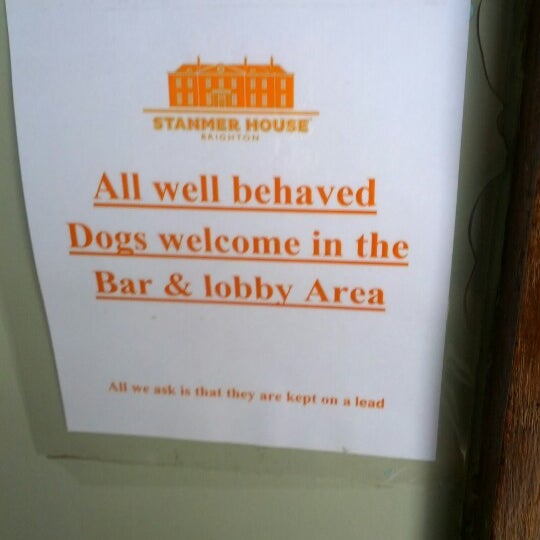 STANMER HOUSE
BRIGHTON
All well behaved
Dogs welcome in the
Bar & lobby Area
All we ask is that they are kept on a lead